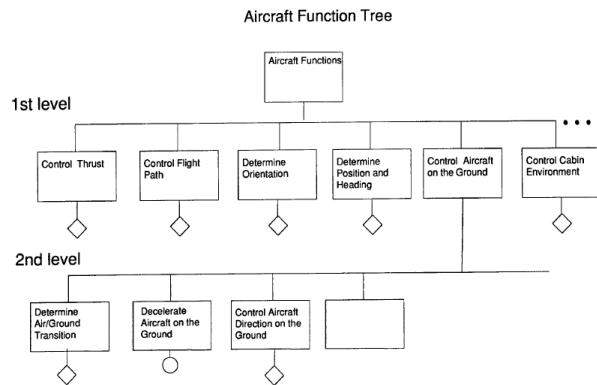 Aircraft Function Tree
Aircraft Functions
1st level
Control Thrust
Control Flight
Path
Determine
Orientation
Determine
Position and
Heading
Control Aircraft
on the Ground
Control Cabin
Environment
2nd level
Determine
Air/Ground
Transition
Decelerate
Aircraft on the
Ground
Control Aircraft
Direction on the
Ground